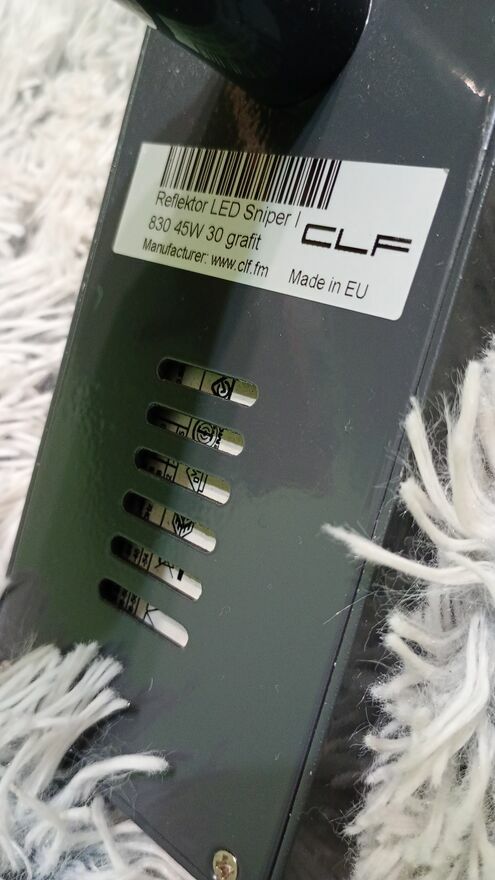 Reflektor LED Sniper I
830 45W 30 grafit
CLF
Manufacturer: www.clf.fm
Made in EU